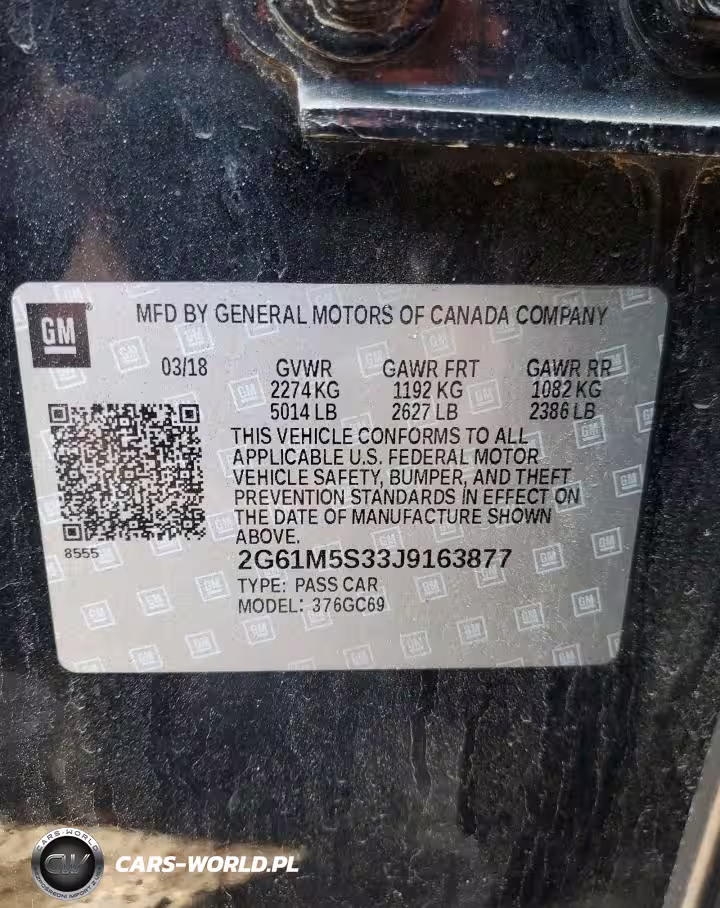 GM
MFD BY GENERAL MOTORS OF CANADA COMPANY
03/18 GVWR GAWR FRT GAWR RR
2274 KG 1192 KG 1082 KG
5014 LB 2627 LB 2386 LB
THIS VEHICLE CONFORMS TO ALL
APPLICABLE U.S. FEDERAL MOTOR
VEHICLE SAFETY, BUMPER, AND THEFT
PREVENTION STANDARDS IN EFFECT ON
THE DATE OF MANUFACTURE SHOWN
ABOVE.
8555
2G61M5S33J9163877
TYPE: PASS CAR
MODEL: 376GC69
CARS-WORLD
CW
CARS-WORLD.PL